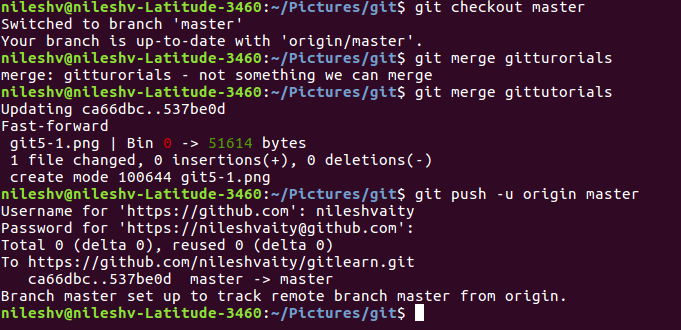 nileshv@nileshv-Latitude-3460:~/Pictures/git$ git checkout master
Switched to branch 'master'
Your branch is up-to-date with 'origin/master'.
nileshv@nileshv-Latitude-3460:~/Pictures/git$ git merge gitturorials
merge: gitturorials - not something we can merge
nileshv@nileshv-Latitude-3460:~/Pictures/git$ git merge gittutorials
Updating ca66dbc..537be0d
Fast-forward
 git5-1.png | Bin 0 -> 51614 bytes
 1 file changed, 0 insertions(+), 0 deletions(-)
 create mode 100644 git5-1.png
nileshv@nileshv-Latitude-3460:~/Pictures/git$ git push -u origin master
Username for 'https://github.com': nileshvaity
Password for 'https://nileshvaity@github.com':
Total 0 (delta 0), reused 0 (delta 0)
To https://github.com/nileshvaity/gitlearn.git
   ca66dbc..537be0d  master -> master
Branch master set up to track remote branch master from origin.
nileshv@nileshv-Latitude-3460:~/Pictures/git$